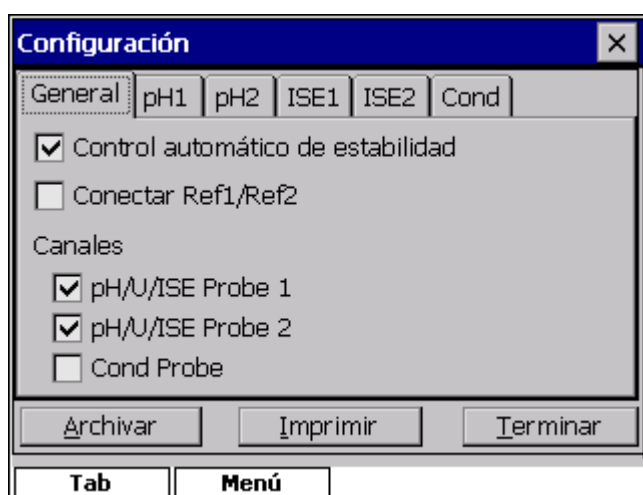 Configuración
General pH1 pH2 ISE1 ISE2 Cond
Control automático de estabilidad
Conectar Ref1/Ref2
Canales
pH/U/ISE Probe 1
pH/U/ISE Probe 2
Cond Probe
Archivar Imprimir Terminar
Tab Menú